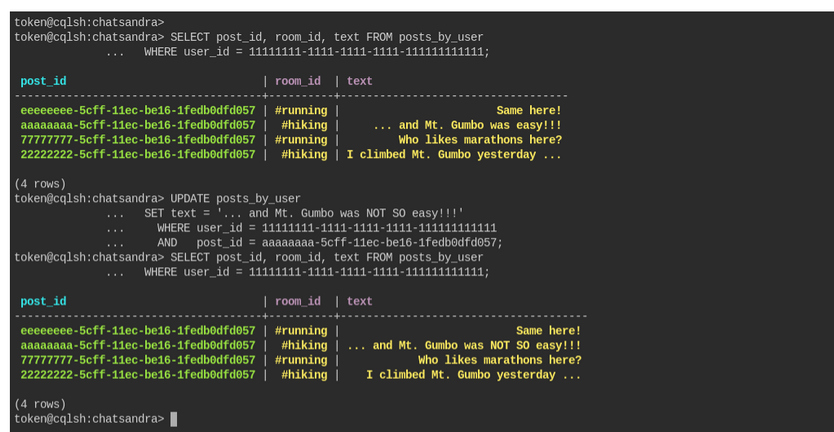 token@cqlsh:chatsandra>
token@cqlsh:chatsandra> SELECT post_id, room_id, text FROM posts_by_user
              ...   WHERE user_id = 11111111-1111-1111-1111-111111111111;
 post_id                              | room_id  | text
--------------------------------------+----------+-----------------------------------
 eeeeeeee-5cff-11ec-be16-1fedb0dfd057 | #running |                        Same here!
 aaaaaaaa-5cff-11ec-be16-1fedb0dfd057 |  #hiking |     ... and Mt. Gumbo was easy!!!
 77777777-5cff-11ec-be16-1fedb0dfd057 | #running |         Who likes marathons here?
 22222222-5cff-11ec-be16-1fedb0dfd057 |  #hiking | I climbed Mt. Gumbo yesterday ...
(4 rows)
token@cqlsh:chatsandra> UPDATE posts_by_user
              ...   SET text = '... and Mt. Gumbo was NOT SO easy!!!'
              ...     WHERE user_id = 11111111-1111-1111-1111-111111111111
              ...     AND   post_id = aaaaaaaa-5cff-11ec-be16-1fedb0dfd057;
token@cqlsh:chatsandra> SELECT post_id, room_id, text FROM posts_by_user
              ...   WHERE user_id = 11111111-1111-1111-1111-111111111111;
 post_id                              | room_id  | text
--------------------------------------+----------+--------------------------------------
 eeeeeeee-5cff-11ec-be16-1fedb0dfd057 | #running |                           Same here!
 aaaaaaaa-5cff-11ec-be16-1fedb0dfd057 |  #hiking | ... and Mt. Gumbo was NOT SO easy!!!
 77777777-5cff-11ec-be16-1fedb0dfd057 | #running |            Who likes marathons here?
 22222222-5cff-11ec-be16-1fedb0dfd057 |  #hiking |    I climbed Mt. Gumbo yesterday ...
(4 rows)
token@cqlsh:chatsandra>